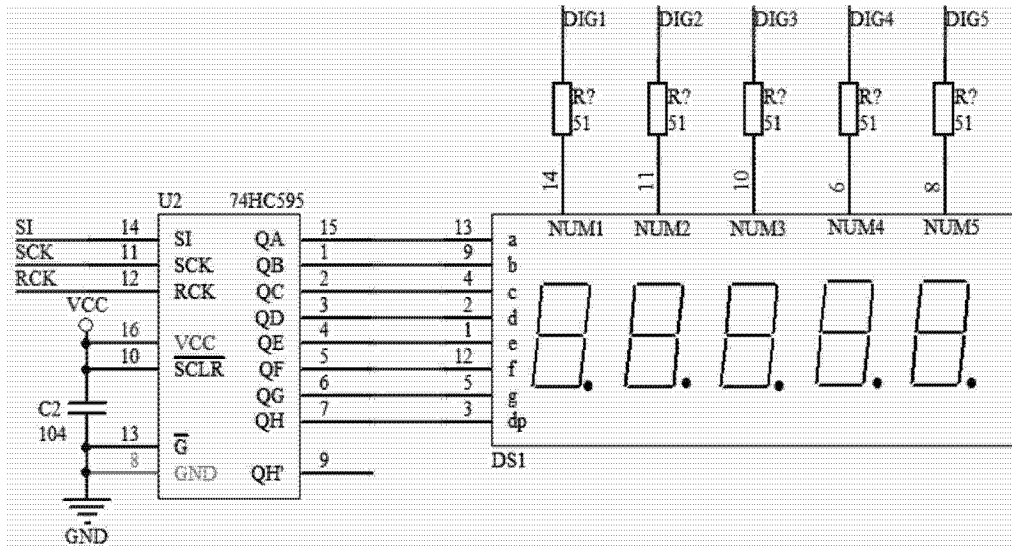 DIG1 DIG2 DIG3 DIG4 DIG5
R? R? R? R? R?
51 51 51 51 51
14 11 10 6 8
U2 74HC595
NUM1 NUM2 NUM3 NUM4 NUM5
SI 14 SI QA 15 13 a
SCK 11 SCK QB 1 9 b
RCK 12 RCK QC 2 4 c
VCC QD 3 2 d
16 VCC QE 4 1 e
10 SCLR QF 5 12 f
QG 6 5 g
C2 QH 7 3 dp
104 13 G
8 GND QH' 9 DS1
GND